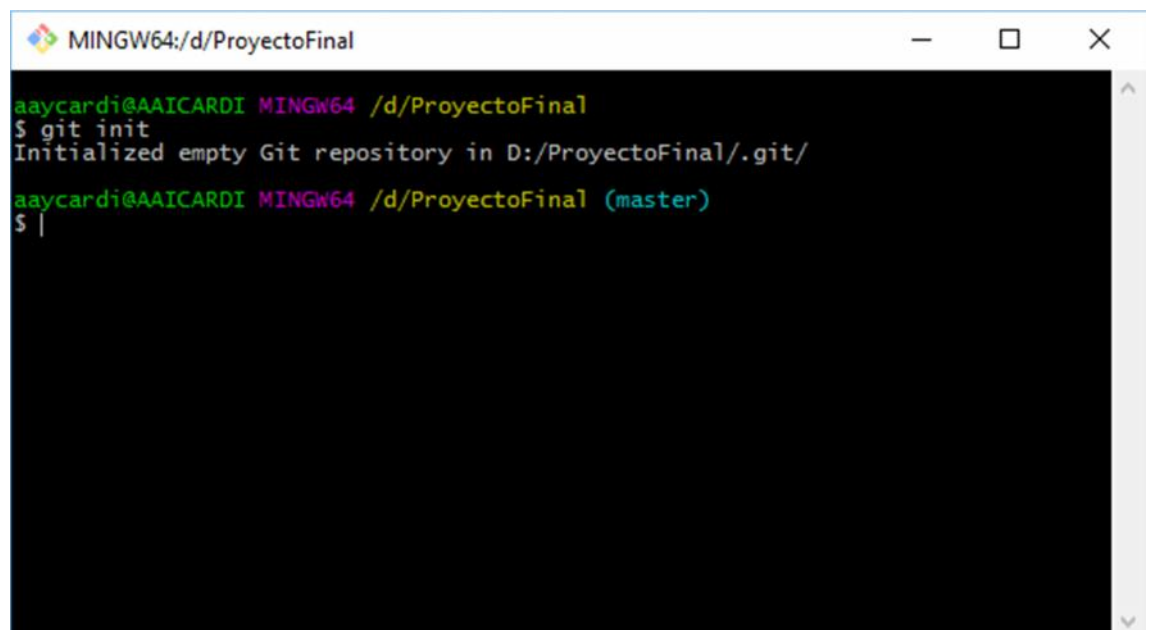 MINGW64:/d/ProyectoFinal
aaycardi@AAICARDI MINGW64 /d/ProyectoFinal
$ git init
Initialized empty Git repository in D:/ProyectoFinal/.git/
aaycardi@AAICARDI MINGW64 /d/ProyectoFinal (master)
$